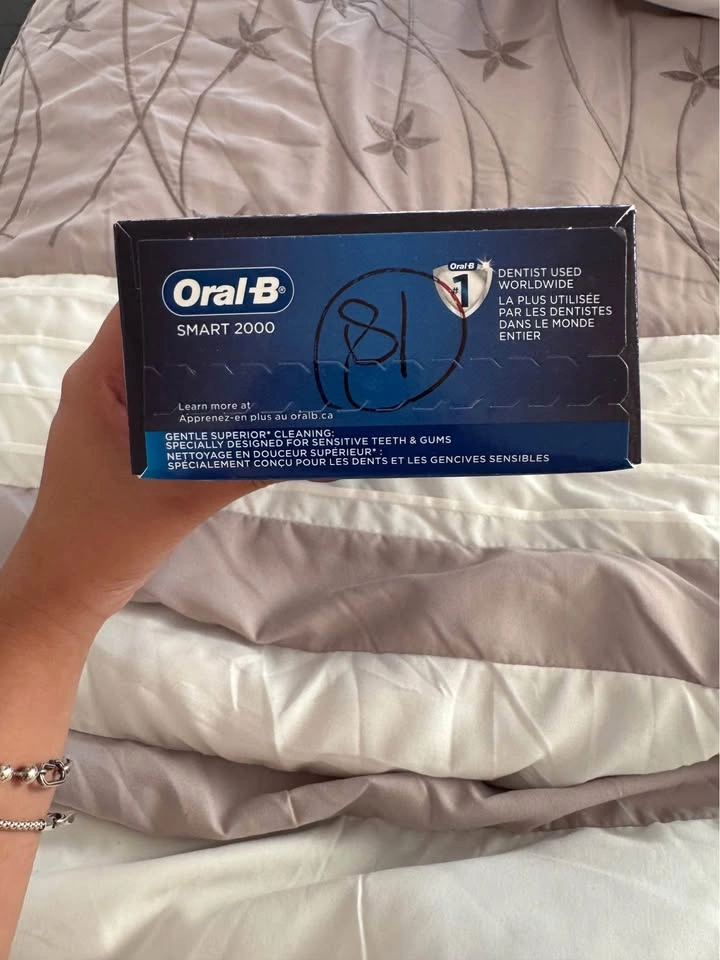 Oral-B®
SMART 2000
81
Oral-B
#1
DENTIST USED
WORLDWIDE
LA PLUS UTILISÉE
PAR LES DENTISTES
DANS LE MONDE
ENTIER
Learn more at
Apprenez-en plus au oralb.ca
GENTLE SUPERIOR* CLEANING:
SPECIALLY DESIGNED FOR SENSITIVE TEETH & GUMS
NETTOYAGE EN DOUCEUR SUPÉRIEUR* :
SPÉCIALEMENT CONÇU POUR LES DENTS ET LES GENCIVES SENSIBLES